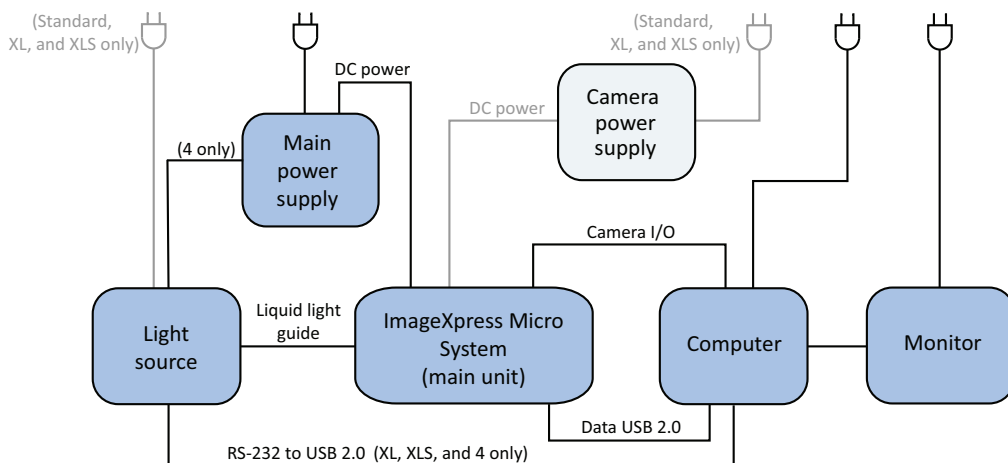 (Standard,
XL, and XLS only)
(Standard,
XL, and XLS only)
DC power
DC power
Camera
power
supply
Main
power
supply
(4 only)
Camera I/O
Liquid light
guide
Light
source
ImageXpress Micro
System
(main unit)
Computer
Monitor
Data USB 2.0
RS-232 to USB 2.0 (XL, XLS, and 4 only)